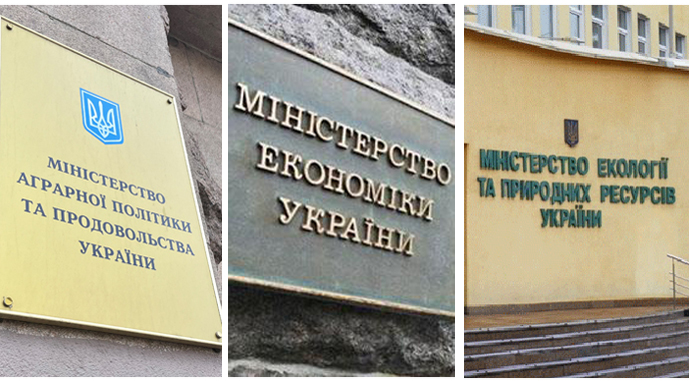 МІНІСТЕРСТВО
АГРАРНОЇ ПОЛІТИКИ
ТА ПРОДОВОЛЬСТВА
УКРАЇНИ
МІНІСТЕРСТВО
ЕКОНОМІКИ
УКРАЇНИ
МІНІСТЕРСТВО ЕКОЛОГІЇ
ТА ПРИРОДНИХ РЕСУРСІВ
УКРАЇНИ